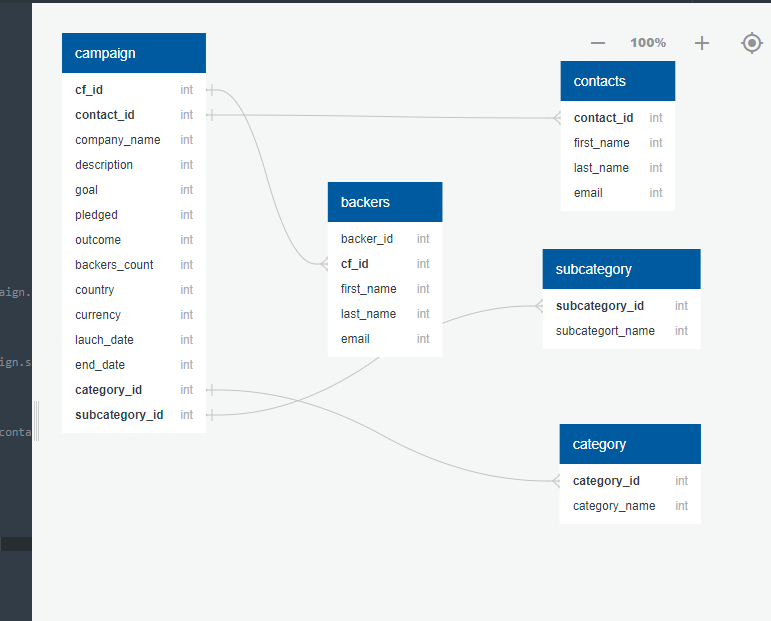 campaign
cf_id int
contact_id int
company_name int
description int
goal int
pledged int
outcome int
backers_count int
country int
currency int
lauch_date int
end_date int
category_id int
subcategory_id int
backers
backer_id int
cf_id int
first_name int
last_name int
email int
100%
contacts
contact_id int
first_name int
last_name int
email int
subcategory
subcategory_id int
subcategort_name int
category
category_id int
category_name int
aign.
ign.s
conta